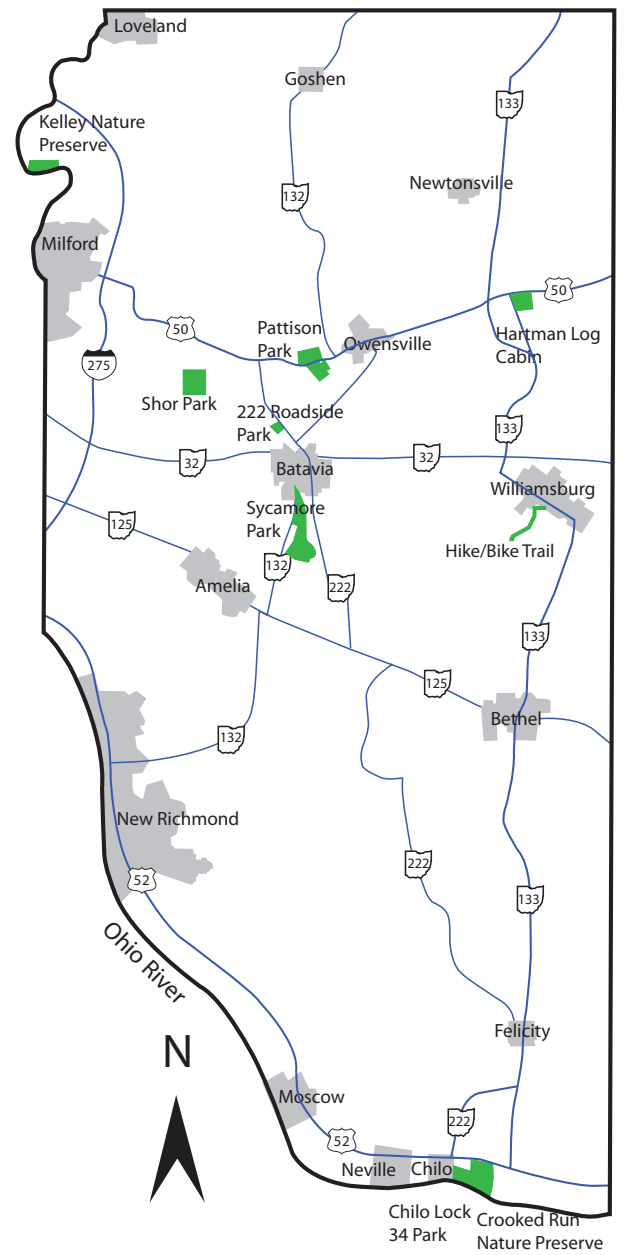 Loveland
Goshen
133
Kelley Nature
Preserve
Newtonsville
132
Milford
50
50
Pattison
Park
Owensville
Hartman Log
Cabin
275
Shor Park
222 Roadside
Park
133
32
Batavia
32
Williamsburg
Sycamore
Park
125
Hike/Bike Trail
132
Amelia
222
133
125
Bethel
132
New Richmond
222
52
133
Ohio River
Felicity
N
Moscow
222
52
Neville
Chilo
Chilo Lock
34 Park
Crooked Run
Nature Preserve